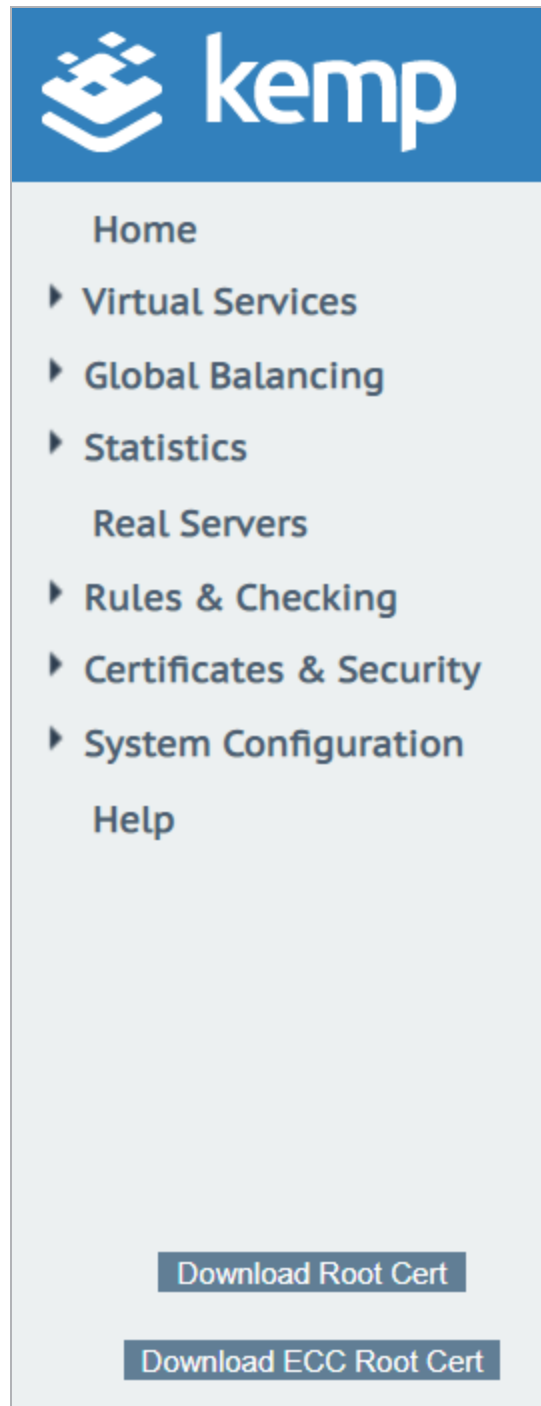 kemp
Home
Virtual Services
Global Balancing
Statistics
Real Servers
Rules & Checking
Certificates & Security
System Configuration
Help
Download Root Cert
Download ECC Root Cert